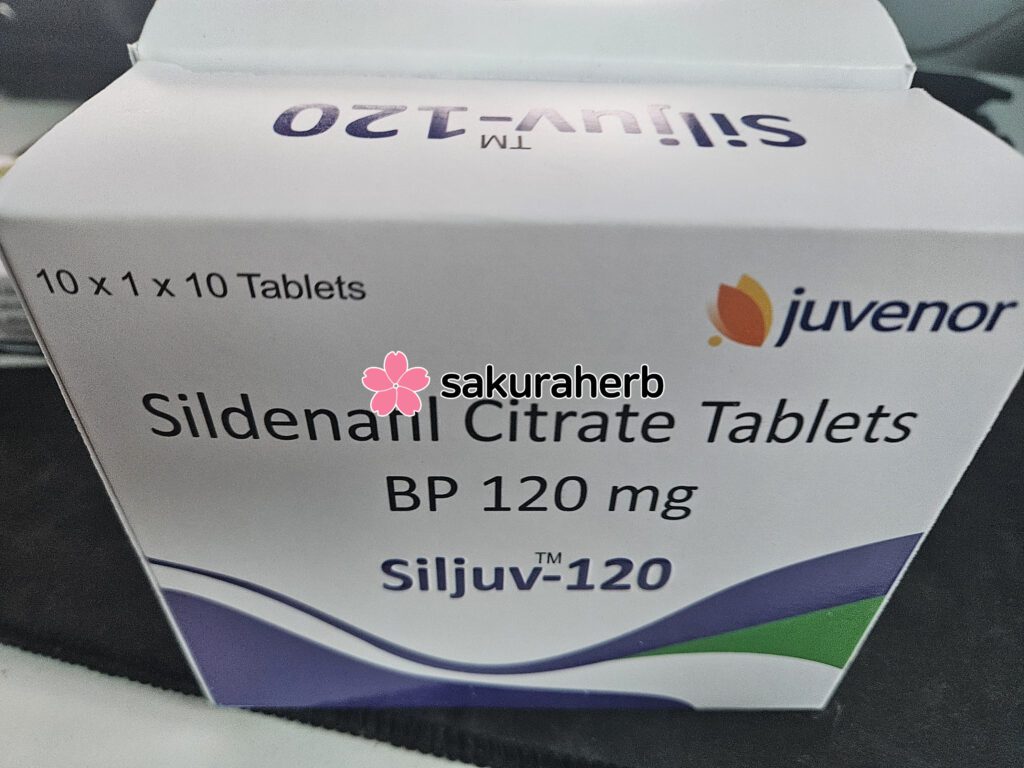 Siljuv-120
TM
10 x 1 x 10 Tablets
juvenor
sakuraherb
Sildenafil Citrate Tablets
BP 120 mg
Siljuv™-120